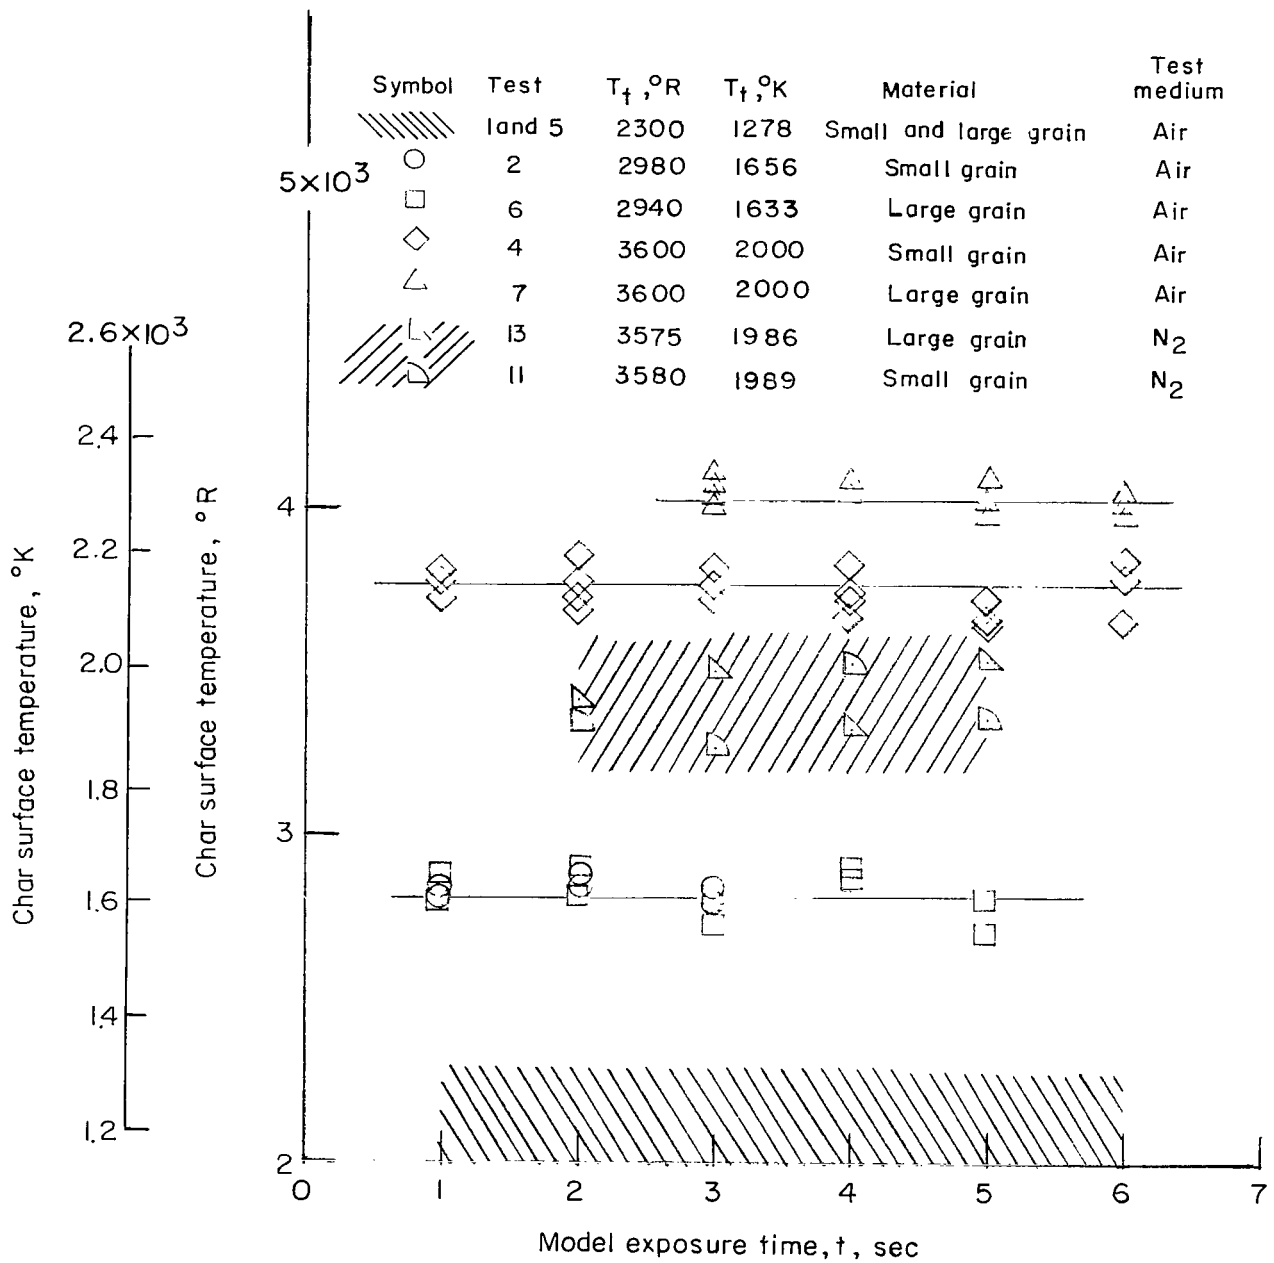 Symbol Test Tt ,°R Tt ,°K Material Test medium
1 and 5 2300 1278 Small and large grain Air
2 2980 1656 Small grain Air
6 2940 1633 Large grain Air
4 3600 2000 Small grain Air
7 3600 2000 Large grain Air
13 3575 1986 Large grain N2
11 3580 1989 Small grain N2
5×10³
4
3
2
2.6×10³
2.4
2.2
2.0
1.8
1.6
1.4
1.2
Char surface temperature, °K
Char surface temperature, °R
0 1 2 3 4 5 6 7
Model exposure time, t, sec